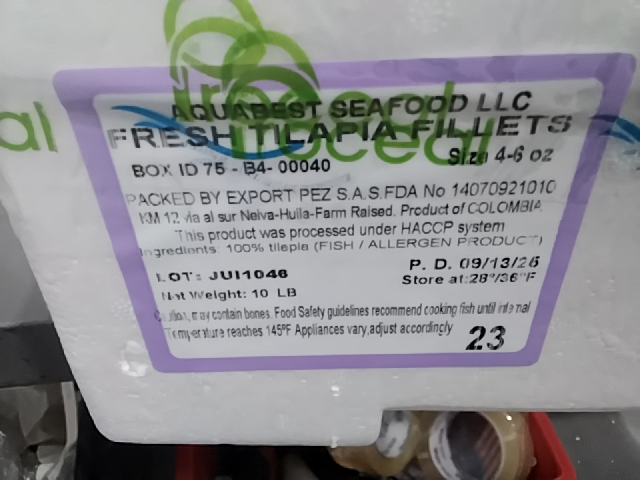 AQUABEST SEAFOOD LLC
FRESH TILAPIA FILLETS
Size 4-6 oz
BOX ID 75 - B4- 00040
PACKED BY EXPORT PEZ S.A.S.FDA No 14070921010
KM 12 via al sur Neiva-Huila-Farm Raised. Product of COLOMBIA
This product was processed under HACCP system
Ingredients: 100% tilapia (FISH / ALLERGEN PRODUCT)
LOT: JUI1046
P. D. 09/13/26
Store at:28°/36°F
Net Weight: 10 LB
Caution, may contain bones. Food Safety guidelines recommend cooking fish until internal
Temperature reaches 145°F Appliances vary,adjust accordingly
23